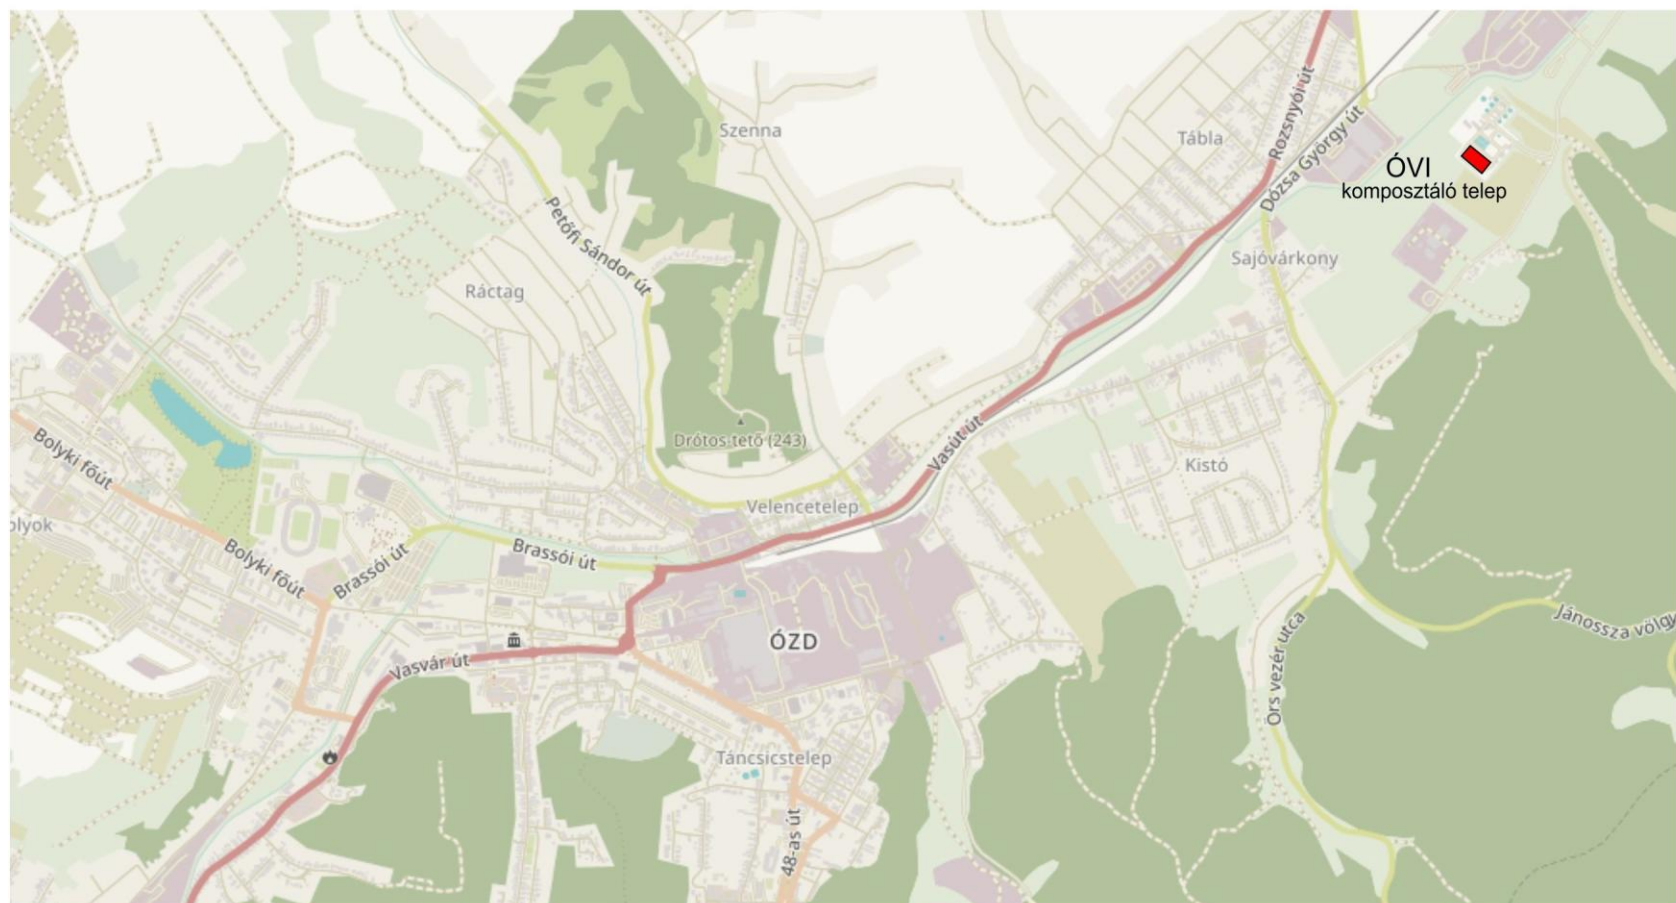 Szenna
Tábla
Rozsnyói út
Dózsa György út
ÓVI
komposztáló telep
Petőfi Sándor út
Sajóvárkony
Ráctag
Drótos-tető (243)
Vasút út
Bolyki főút
Kistó
Velencetelep
olyok
Brassói út
Bolyki főút
Brassói út
Jánossza völgy
ÓZD
Vasvár út
Örs vezér utca
Táncsicstelep
48-as út